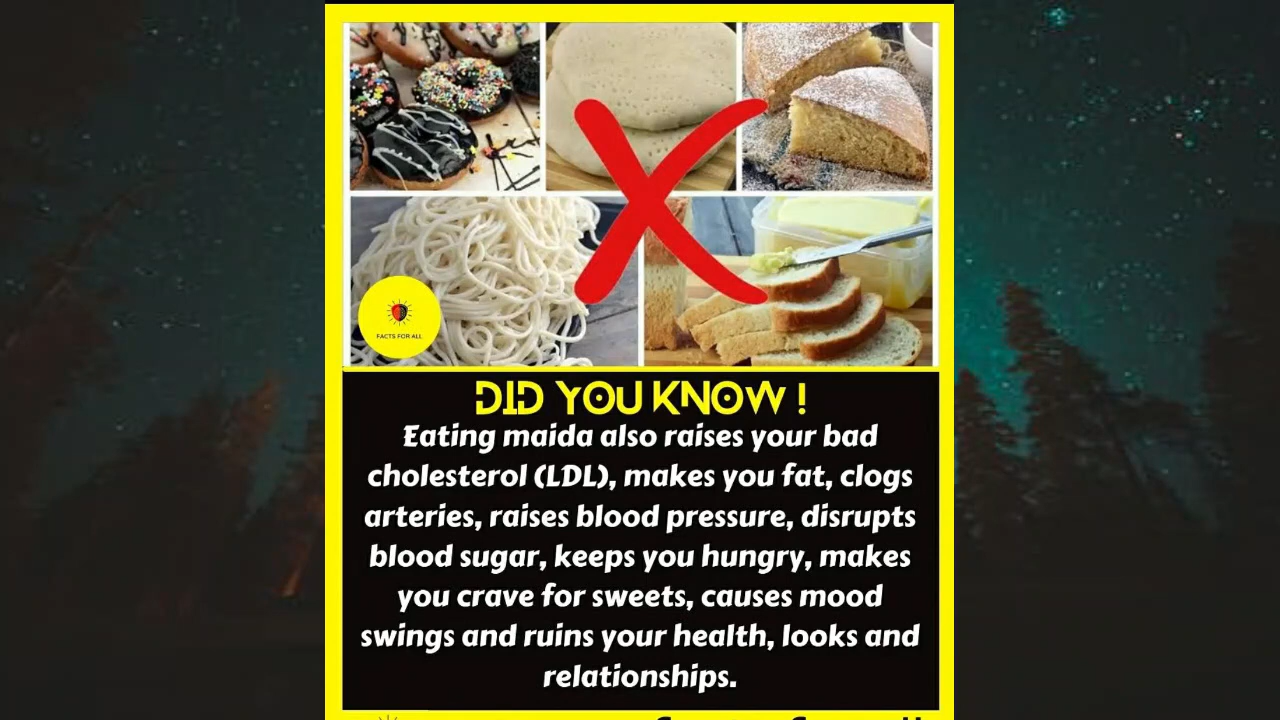 FACTS FOR ALL
DID YOU KNOW !
Eating maida also raises your bad
cholesterol (LDL), makes you fat, clogs
arteries, raises blood pressure, disrupts
blood sugar, keeps you hungry, makes
you crave for sweets, causes mood
swings and ruins your health, looks and
relationships.